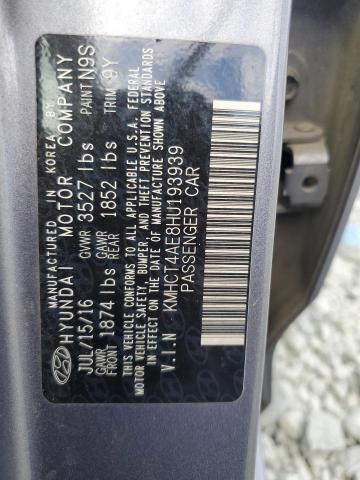 MANUFACTURED IN KOREA BY
HYUNDAI MOTOR COMPANY
JUL/15/16 GVWR 3527 lbs PAINT N9S
GAWR FRONT 1874 lbs GAWR REAR 1852 lbs TRIM 9Y
THIS VEHICLE CONFORMS TO ALL APPLICABLE U.S.A. FEDERAL
MOTOR VEHICLE SAFETY, BUMPER, AND THEFT PREVENTION STANDARDS
IN EFFECT ON THE DATE OF MANUFACTURE SHOWN ABOVE
V.I.N KMHCT4AE8HU193939
PASSENGER CAR